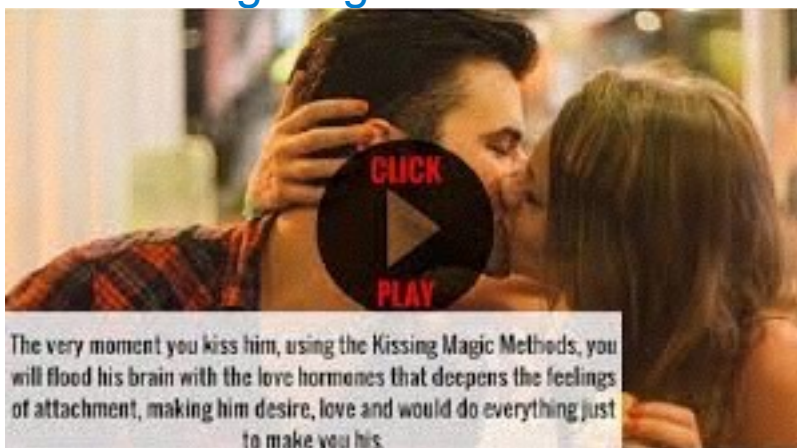 CLICK
PLAY
The very moment you kiss him, using the Kissing Magic Methods, you
will flood his brain with the love hormones that deepens the feelings
of attachment, making him desire, love and would do everything just
to make you his.